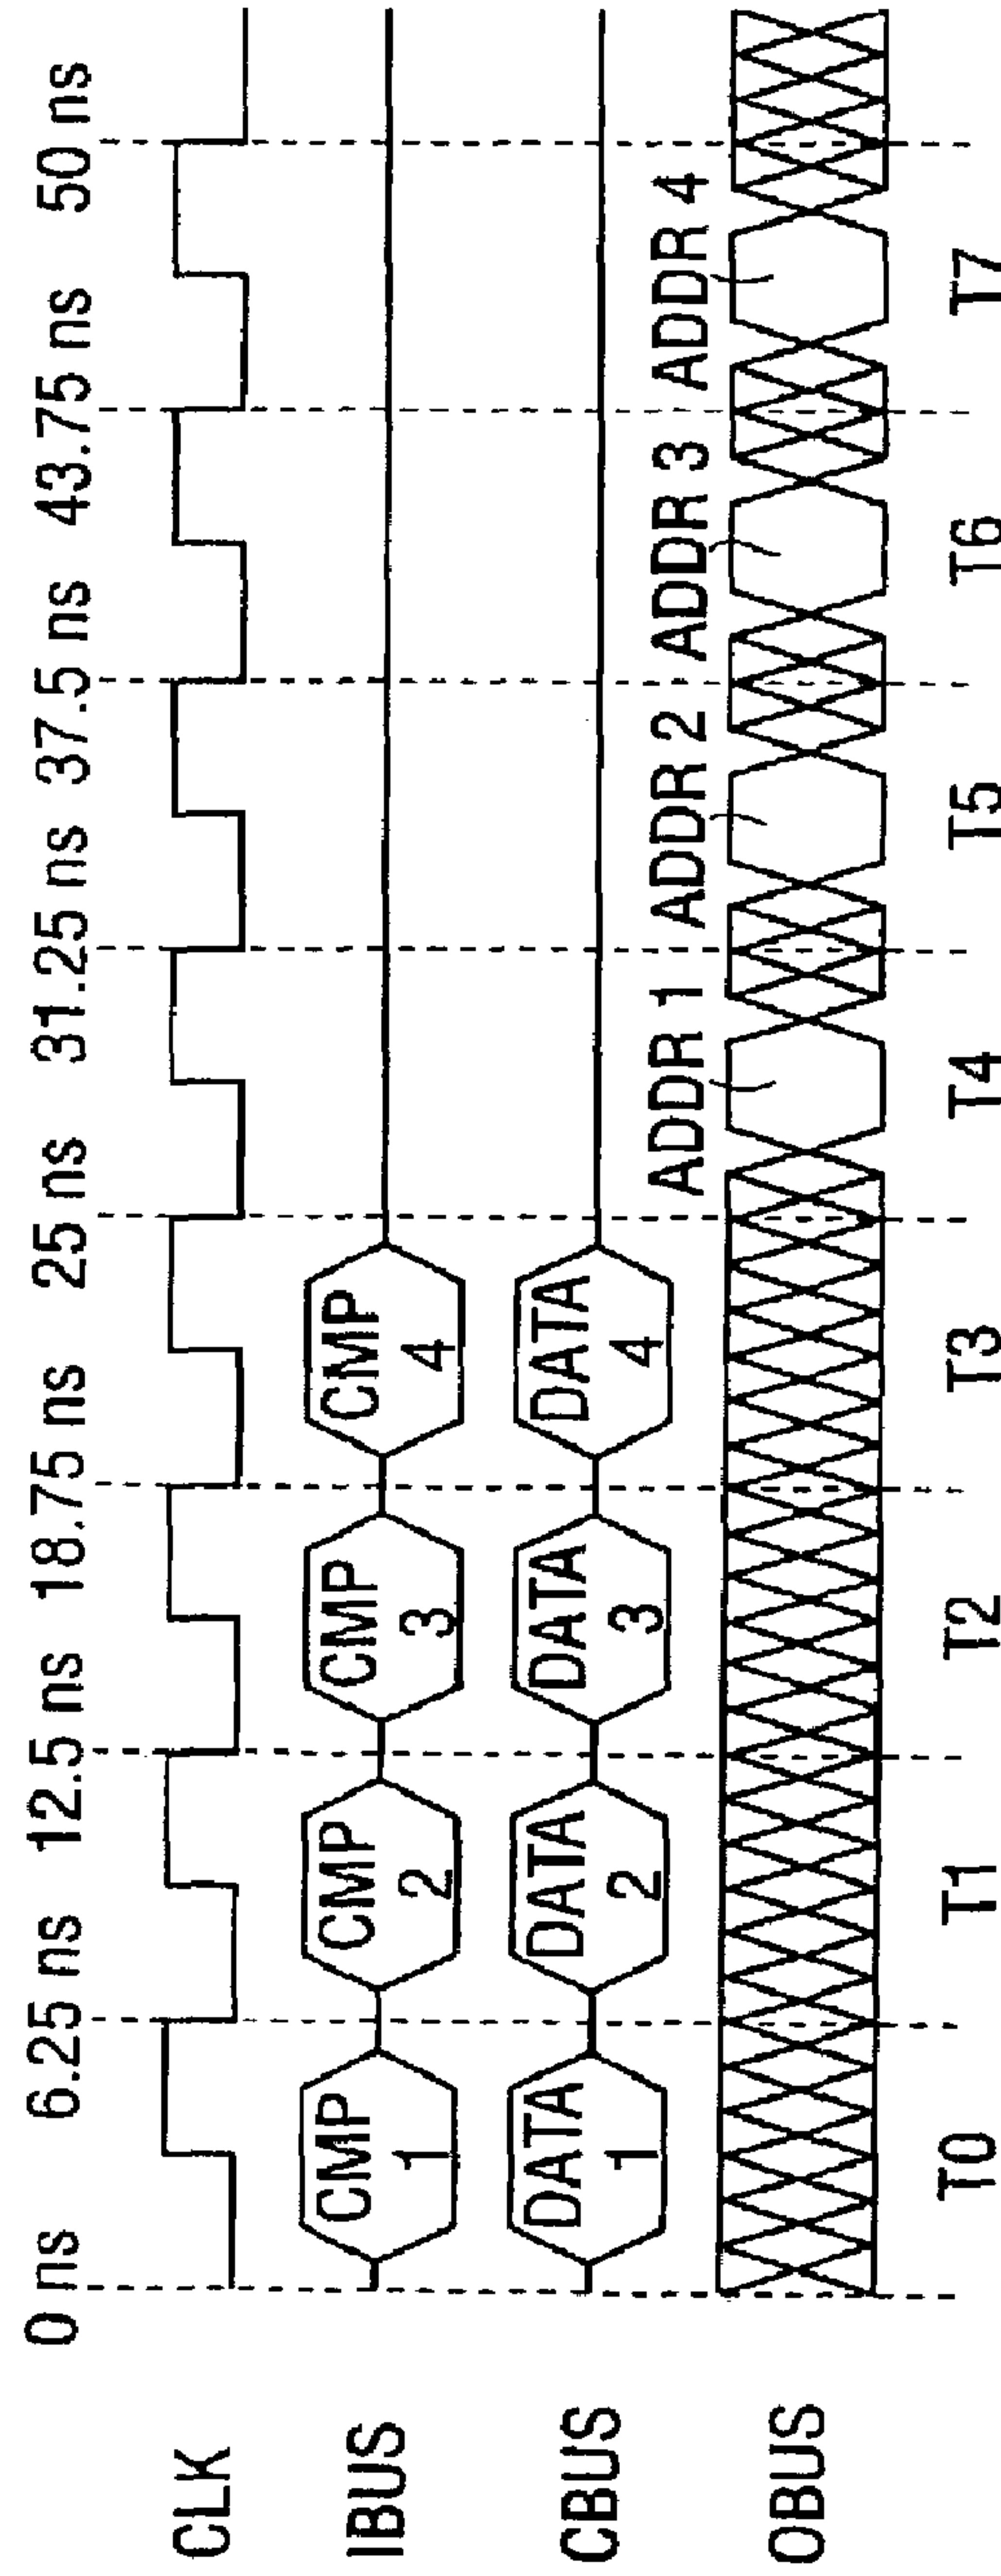 0 ns 6.25 ns 12.5 ns 18.75 ns 25 ns 31.25 ns 37.5 ns 43.75 ns 50 ns
CLK
IBUS CMP 1 CMP 2 CMP 3 CMP 4
CBUS DATA 1 DATA 2 DATA 3 DATA 4
ADDR 1 ADDR 2 ADDR 3 ADDR 4
OBUS
T0 T1 T2 T3 T4 T5 T6 T7